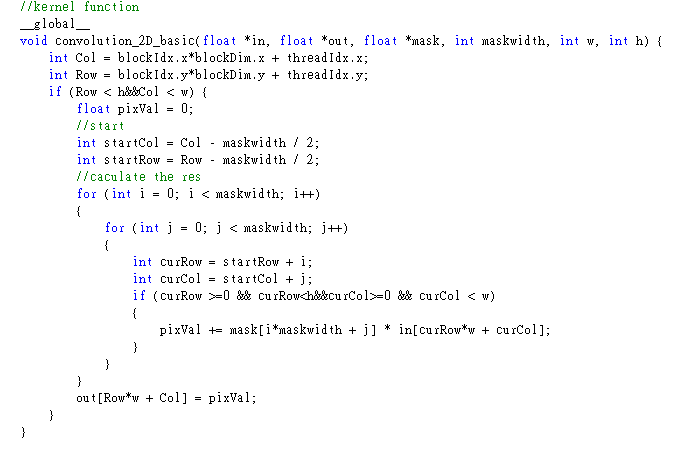 //kernel function
__global__
void convolution_2D_basic(float *in, float *out, float *mask, int maskwidth, int w, int h) {
    int Col = blockIdx.x*blockDim.x + threadIdx.x;
    int Row = blockIdx.y*blockDim.y + threadIdx.y;
    if (Row < h&&Col < w) {
        float pixVal = 0;
        //start
        int startCol = Col - maskwidth / 2;
        int startRow = Row - maskwidth / 2;
        //caculate the res
        for (int i = 0; i < maskwidth; i++)
        {
            for (int j = 0; j < maskwidth; j++)
            {
                int curRow = startRow + i;
                int curCol = startCol + j;
                if (curRow >=0 && curRow<h&&curCol>=0 && curCol < w)
                {
                    pixVal += mask[i*maskwidth + j] * in[curRow*w + curCol];
                }
            }
        }
        out[Row*w + Col] = pixVal;
    }
}